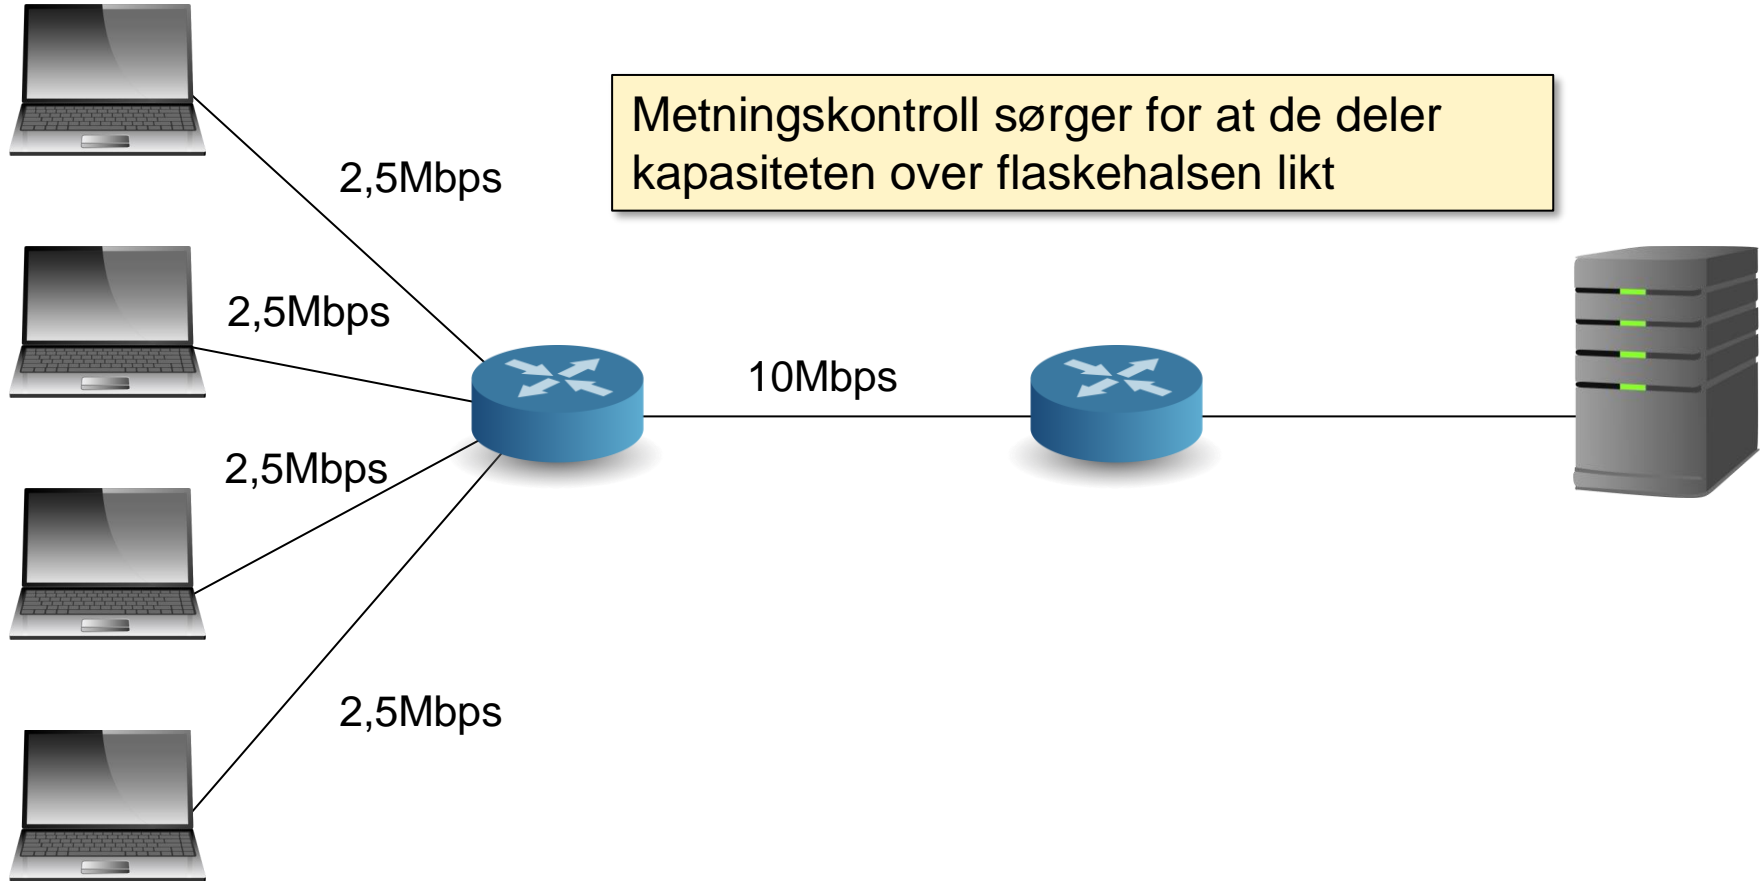 Metningskontroll sørger for at de deler
kapasiteten over flaskehalsen likt
2,5Mbps
2,5Mbps
10Mbps
2,5Mbps
2,5Mbps